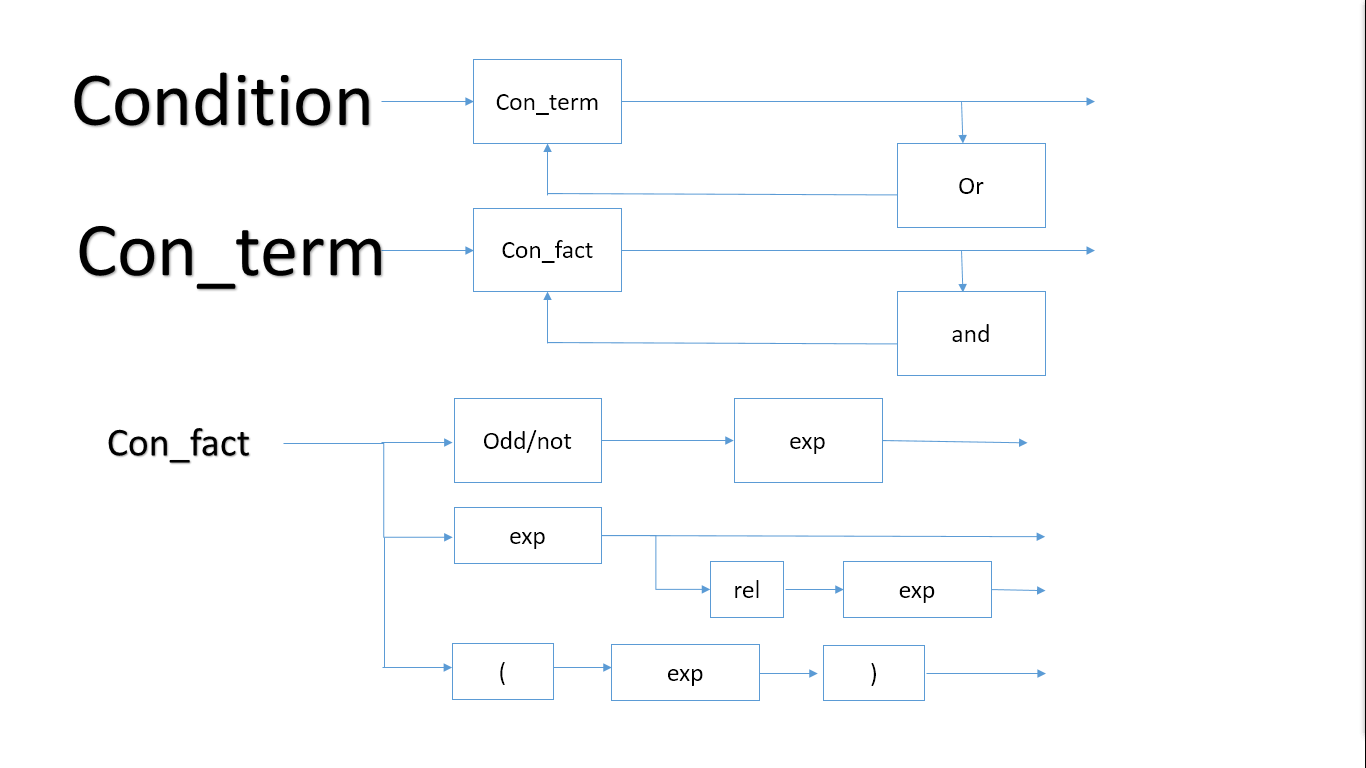 Condition
Con_term
Or
Con_term
Con_fact
and
Con_fact
Odd/not
exp
exp
rel
exp
(
exp
)